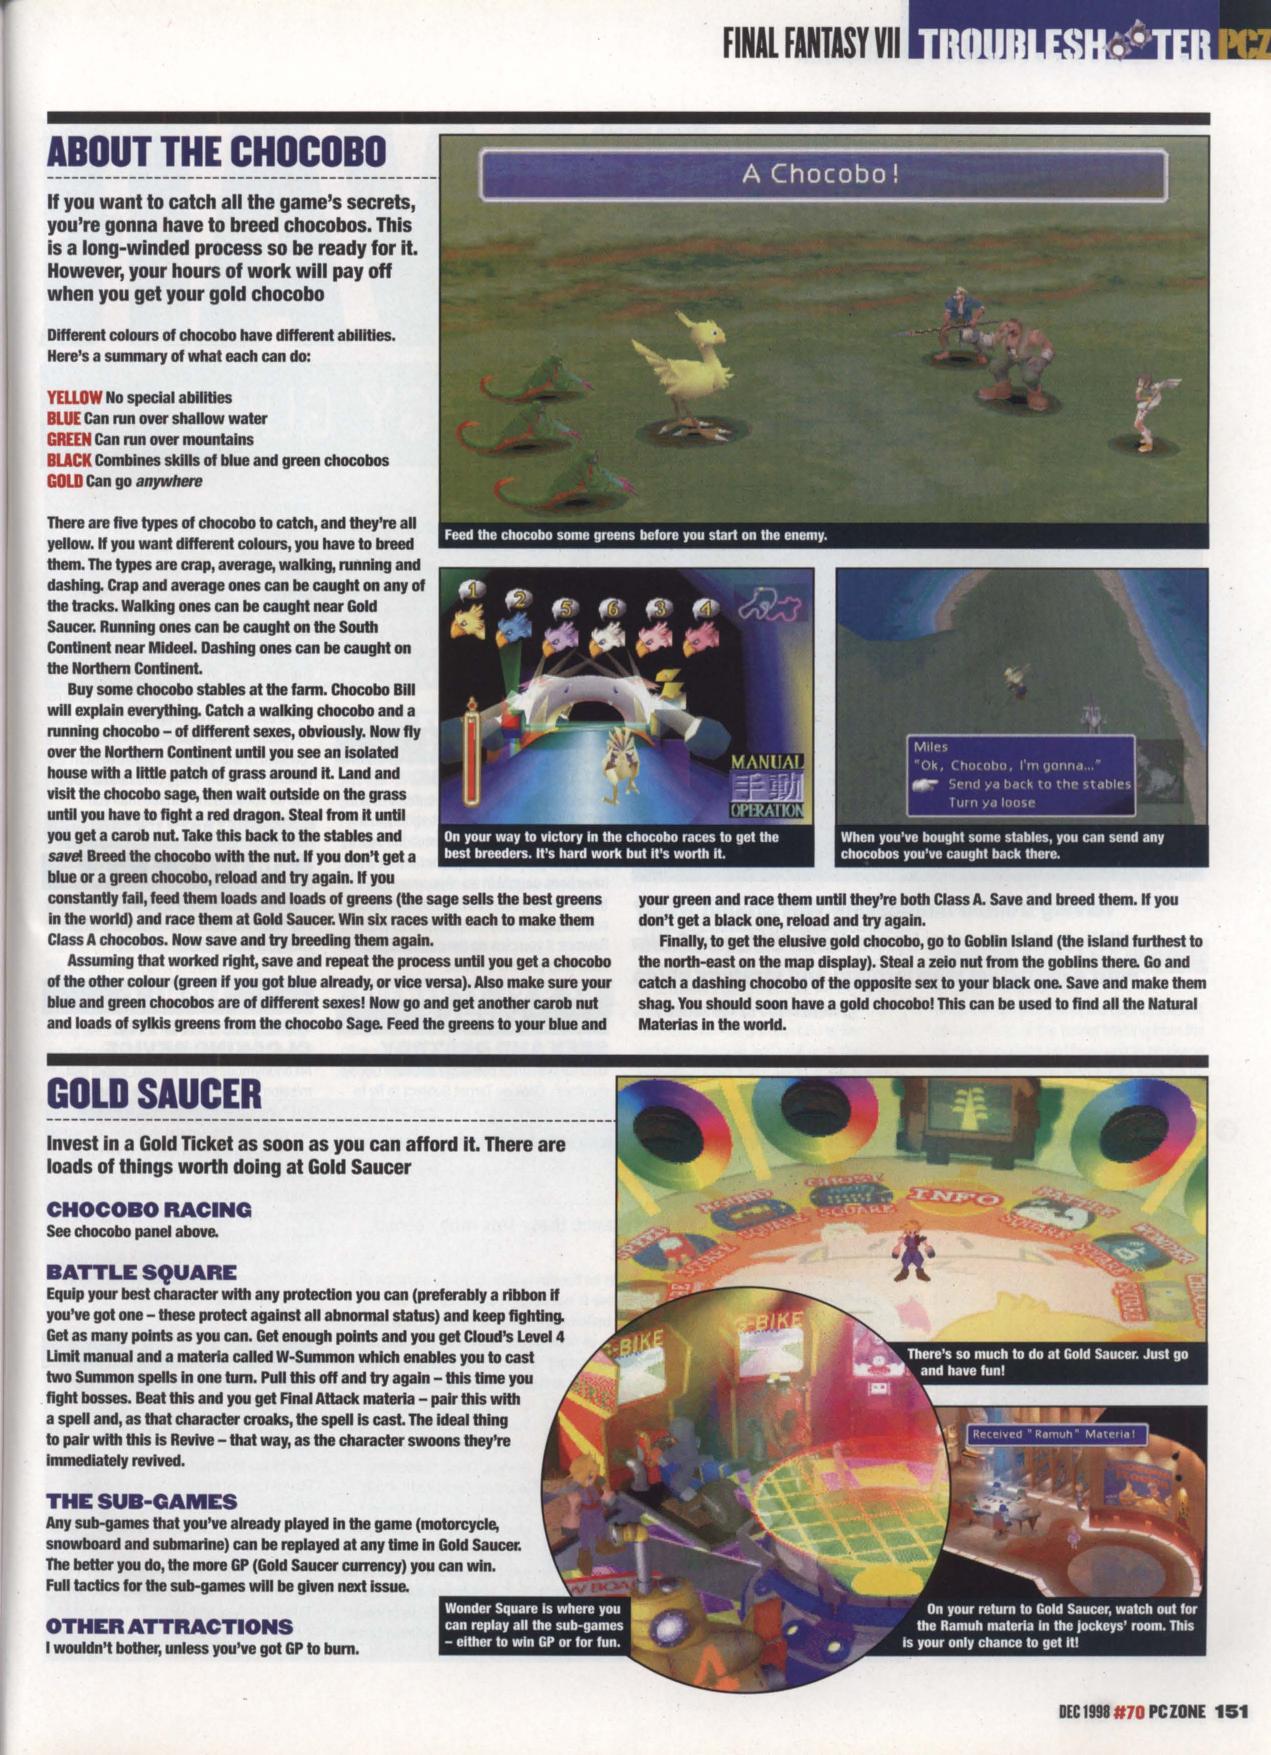 FINAL FANTASY VII TROUBLESHOOTER PCZ
ABOUT THE CHOCOBO
If you want to catch all the game's secrets,
you're gonna have to breed chocobos. This
is a long-winded process so be ready for it.
However, your hours of work will pay off
when you get your gold chocobo
Different colours of chocobo have different abilities.
Here's a summary of what each can do:
YELLOW No special abilities
BLUE Can run over shallow water
GREEN Can run over mountains
BLACK Combines skills of blue and green chocobos
GOLD Can go anywhere
There are five types of chocobo to catch, and they're all
yellow. If you want different colours, you have to breed
them. The types are crap, average, walking, running and
dashing. Crap and average ones can be caught on any of
the tracks. Walking ones can be caught near Gold
Saucer. Running ones can be caught on the South
Continent near Mideel. Dashing ones can be caught on
the Northern Continent.
Buy some chocobo stables at the farm. Chocobo Bill
will explain everything. Catch a walking chocobo and a
running chocobo – of different sexes, obviously. Now fly
over the Northern Continent until you see an isolated
house with a little patch of grass around it. Land and
visit the chocobo sage, then wait outside on the grass
until you have to fight a red dragon. Steal from it until
you get a carob nut. Take this back to the stables and
save! Breed the chocobo with the nut. If you don't get a
blue or a green chocobo, reload and try again. If you
constantly fail, feed them loads and loads of greens (the sage sells the best greens
in the world) and race them at Gold Saucer. Win six races with each to make them
Class A chocobos. Now save and try breeding them again.
Assuming that worked right, save and repeat the process until you get a chocobo
of the other colour (green if you got blue already, or vice versa). Also make sure your
blue and green chocobos are of different sexes! Now go and get another carob nut
and loads of sylkis greens from the chocobo Sage. Feed the greens to your blue and
your green and race them until they're both Class A. Save and breed them. If you
don't get a black one, reload and try again.
Finally, to get the elusive gold chocobo, go to Goblin Island (the island furthest to
the north-east on the map display). Steal a zeio nut from the goblins there. Go and
catch a dashing chocobo of the opposite sex to your black one. Save and make them
shag. You should soon have a gold chocobo! This can be used to find all the Natural
Materias in the world.
A Chocobo!
Feed the chocobo some greens before you start on the enemy.
1 2 5 6 3 4
MANUAL
手動
OPERATION
On your way to victory in the chocobo races to get the
best breeders. It's hard work but it's worth it.
Miles
"Ok, Chocobo, I'm gonna..."
Send ya back to the stables
Turn ya loose
When you've bought some stables, you can send any
chocobos you've caught back there.
GOLD SAUCER
Invest in a Gold Ticket as soon as you can afford it. There are
loads of things worth doing at Gold Saucer
CHOCOBO RACING
See chocobo panel above.
BATTLE SQUARE
Equip your best character with any protection you can (preferably a ribbon if
you've got one – these protect against all abnormal status) and keep fighting.
Get as many points as you can. Get enough points and you get Cloud's Level 4
Limit manual and a materia called W-Summon which enables you to cast
two Summon spells in one turn. Pull this off and try again – this time you
fight bosses. Beat this and you get Final Attack materia – pair this with
a spell and, as that character croaks, the spell is cast. The ideal thing
to pair with this is Revive – that way, as the character swoons they're
immediately revived.
THE SUB-GAMES
Any sub-games that you've already played in the game (motorcycle,
snowboard and submarine) can be replayed at any time in Gold Saucer.
The better you do, the more GP (Gold Saucer currency) you can win.
Full tactics for the sub-games will be given next issue.
OTHER ATTRACTIONS
I wouldn't bother, unless you've got GP to burn.
SPEED SQUARE
ROUND SQUARE
GHOST SQUARE
INFO
BATTLE SQUARE
WONDER SQUARE
There's so much to do at Gold Saucer. Just go
and have fun!
G-BIKE
G-BIKE
Wonder Square is where you
can replay all the sub-games
– either to win GP or for fun.
Received "Ramuh" Materia!
On your return to Gold Saucer, watch out for
the Ramuh materia in the jockeys' room. This
is your only chance to get it!
DEC 1998 #70 PC ZONE 151